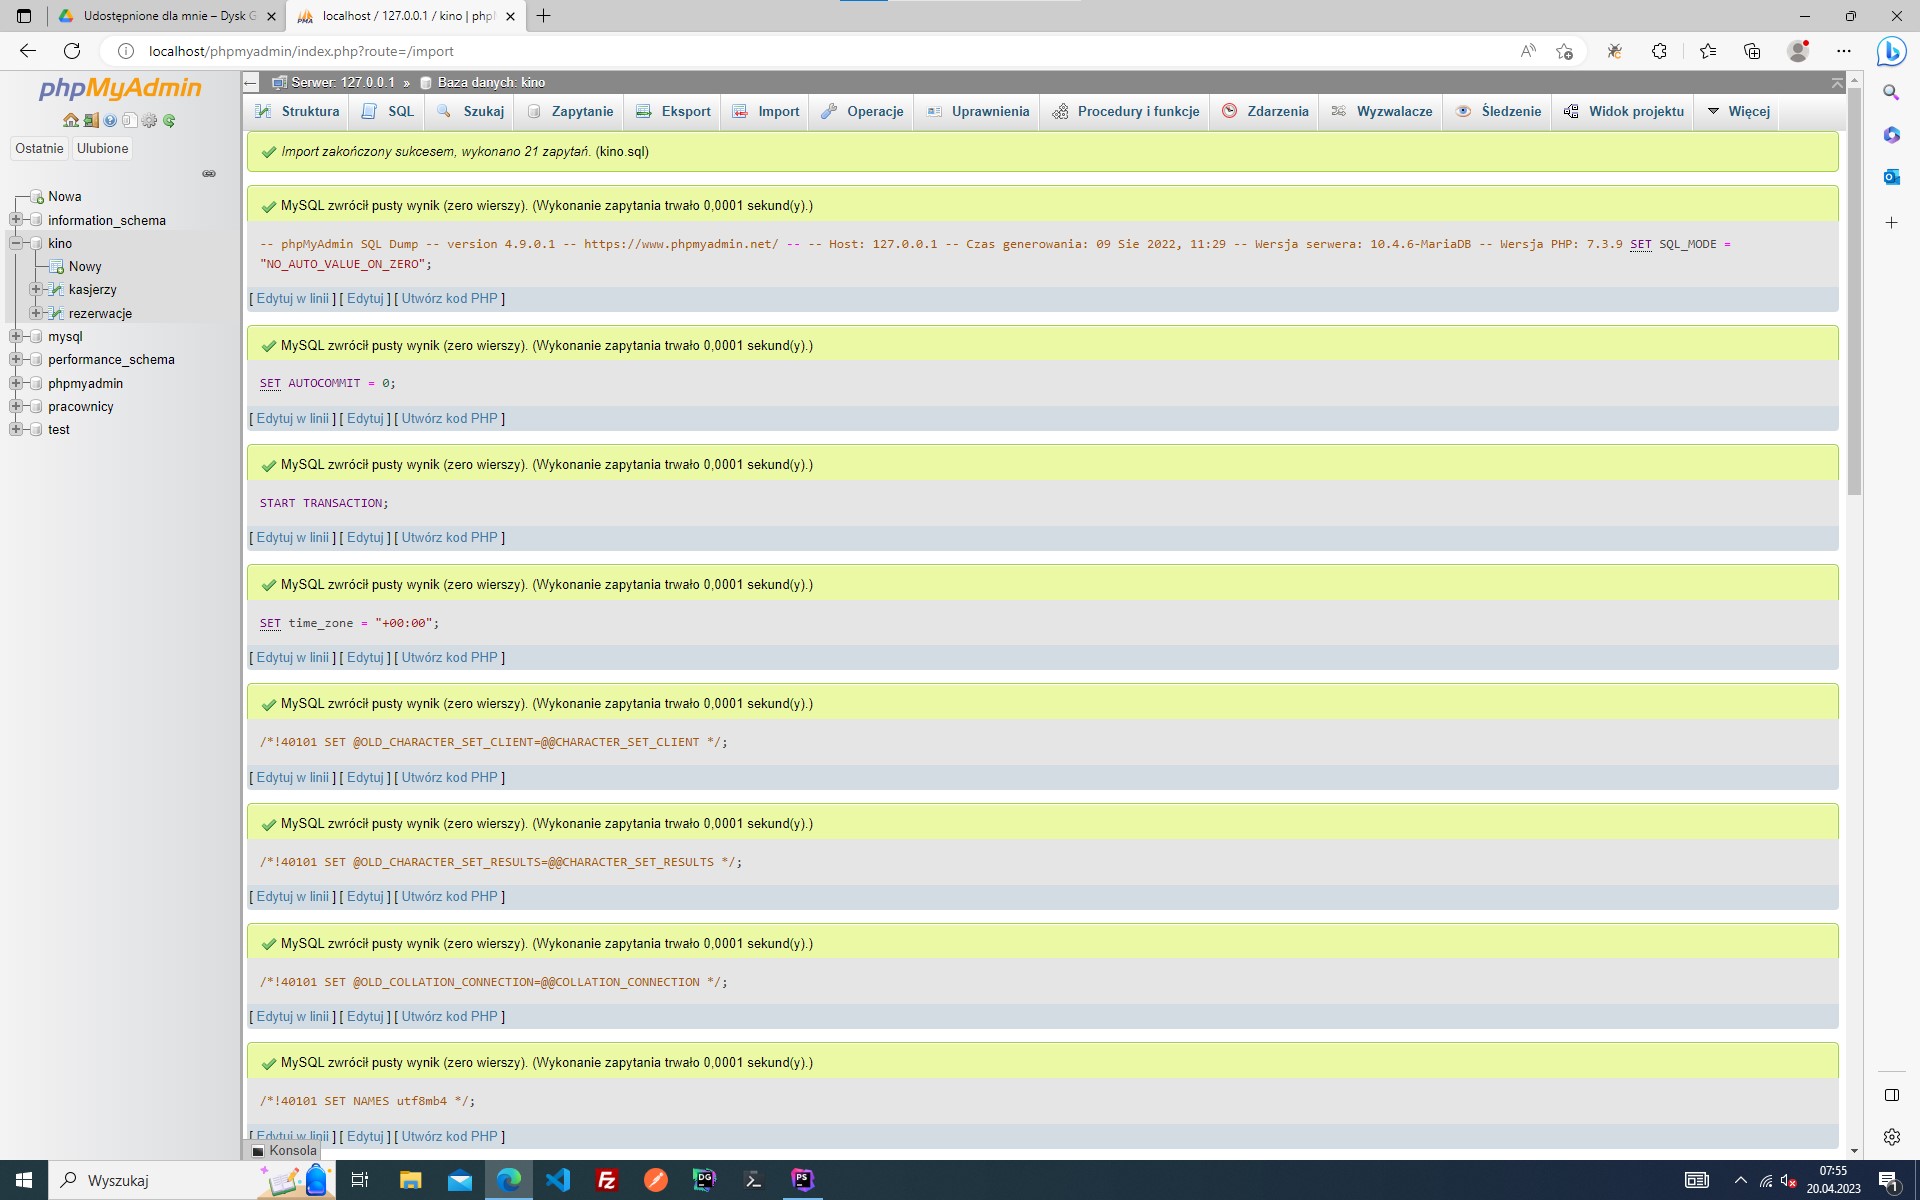 Udostępnione dla mnie – Dysk G
localhost / 127.0.0.1 / kino | php
localhost/phpmyadmin/index.php?route=/import
phpMyAdmin
Ostatnie
Ulubione
Nowa
information_schema
kino
Nowy
kasjerzy
rezerwacje
mysql
performance_schema
phpmyadmin
pracownicy
test
Serwer: 127.0.0.1 » Baza danych: kino
Struktura SQL Szukaj Zapytanie Eksport Import Operacje Uprawnienia Procedury i funkcje Zdarzenia Wyzwalacze Śledzenie Widok projektu Więcej
Import zakończony sukcesem, wykonano 21 zapytań. (kino.sql)
MySQL zwrócił pusty wynik (zero wierszy). (Wykonanie zapytania trwało 0,0001 sekund(y).)
-- phpMyAdmin SQL Dump -- version 4.9.0.1 -- https://www.phpmyadmin.net/ -- -- Host: 127.0.0.1 -- Czas generowania: 09 Sie 2022, 11:29 -- Wersja serwera: 10.4.6-MariaDB -- Wersja PHP: 7.3.9 SET SQL_MODE =
"NO_AUTO_VALUE_ON_ZERO";
[ Edytuj w linii ] [ Edytuj ] [ Utwórz kod PHP ]
MySQL zwrócił pusty wynik (zero wierszy). (Wykonanie zapytania trwało 0,0001 sekund(y).)
SET AUTOCOMMIT = 0;
[ Edytuj w linii ] [ Edytuj ] [ Utwórz kod PHP ]
MySQL zwrócił pusty wynik (zero wierszy). (Wykonanie zapytania trwało 0,0001 sekund(y).)
START TRANSACTION;
[ Edytuj w linii ] [ Edytuj ] [ Utwórz kod PHP ]
MySQL zwrócił pusty wynik (zero wierszy). (Wykonanie zapytania trwało 0,0001 sekund(y).)
SET time_zone = "+00:00";
[ Edytuj w linii ] [ Edytuj ] [ Utwórz kod PHP ]
MySQL zwrócił pusty wynik (zero wierszy). (Wykonanie zapytania trwało 0,0001 sekund(y).)
/*!40101 SET @OLD_CHARACTER_SET_CLIENT=@@CHARACTER_SET_CLIENT */;
[ Edytuj w linii ] [ Edytuj ] [ Utwórz kod PHP ]
MySQL zwrócił pusty wynik (zero wierszy). (Wykonanie zapytania trwało 0,0001 sekund(y).)
/*!40101 SET @OLD_CHARACTER_SET_RESULTS=@@CHARACTER_SET_RESULTS */;
[ Edytuj w linii ] [ Edytuj ] [ Utwórz kod PHP ]
MySQL zwrócił pusty wynik (zero wierszy). (Wykonanie zapytania trwało 0,0001 sekund(y).)
/*!40101 SET @OLD_COLLATION_CONNECTION=@@COLLATION_CONNECTION */;
[ Edytuj w linii ] [ Edytuj ] [ Utwórz kod PHP ]
MySQL zwrócił pusty wynik (zero wierszy). (Wykonanie zapytania trwało 0,0001 sekund(y).)
/*!40101 SET NAMES utf8mb4 */;
[ Edytuj w linii ] [ Edytuj ] [ Utwórz kod PHP ]
Konsola
Wyszukaj
07:55
20.04.2023